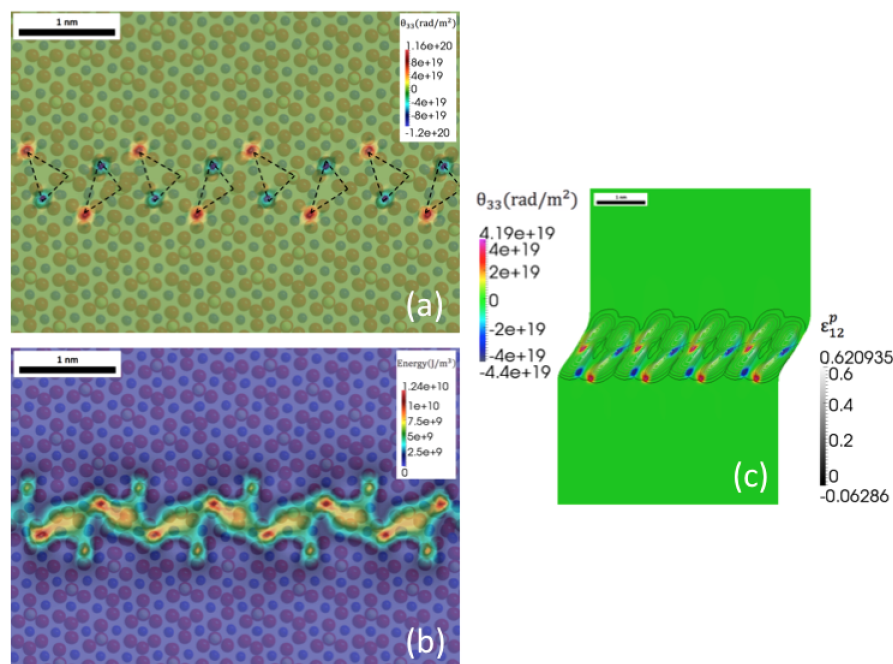 1 nm
θ₃₃(rad/m²)
1.16e+20
8e+19
4e+19
0
-4e+19
-8e+19
-1.2e+20
(a)
1 nm
Energy(J/m³)
1.24e+10
1e+10
7.5e+9
5e+9
2.5e+9
0
(b)
θ₃₃(rad/m²)
4.19e+19
4e+19
2e+19
0
-2e+19
-4e+19
-4.4e+19
ε₁₂ᵖ
0.620935
0.6
0.4
0.2
0
-0.06286
(c)